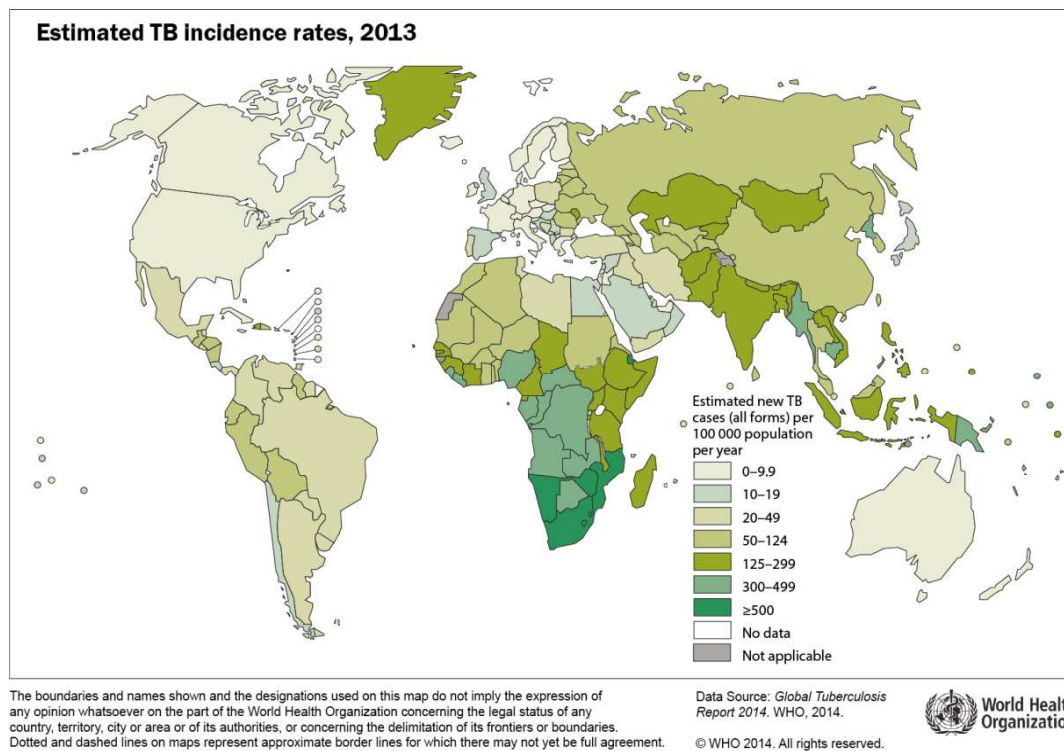 Estimated TB incidence rates, 2013
Estimated new TB
cases (all forms) per
100 000 population
per year
0–9.9
10–19
20–49
50–124
125–299
300–499
≥500
No data
Not applicable
The boundaries and names shown and the designations used on this map do not imply the expression of
any opinion whatsoever on the part of the World Health Organization concerning the legal status of any
country, territory, city or area or of its authorities, or concerning the delimitation of its frontiers or boundaries.
Dotted and dashed lines on maps represent approximate border lines for which there may not yet be full agreement.
Data Source: Global Tuberculosis
Report 2014. WHO, 2014.
© WHO 2014. All rights reserved.
World Health
Organization